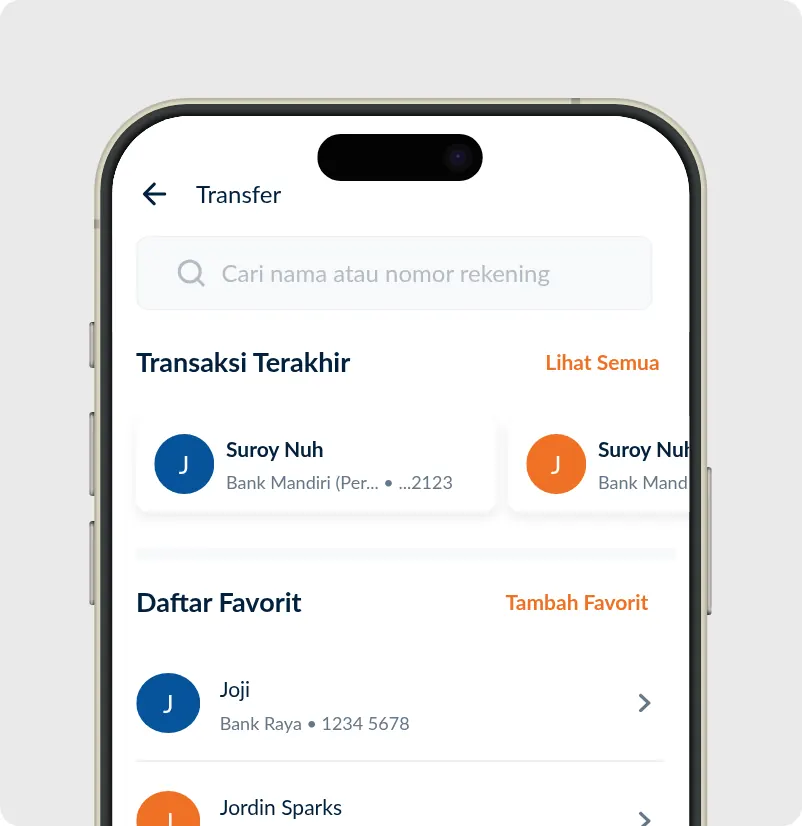 Transfer
Cari nama atau nomor rekening
Transaksi Terakhir
Lihat Semua
J
Suroy Nuh
Bank Mandiri (Per... • ...2123
J
Suroy Nuh
Bank Mand
Daftar Favorit
Tambah Favorit
J
Joji
Bank Raya • 1234 5678
J
Jordin Sparks